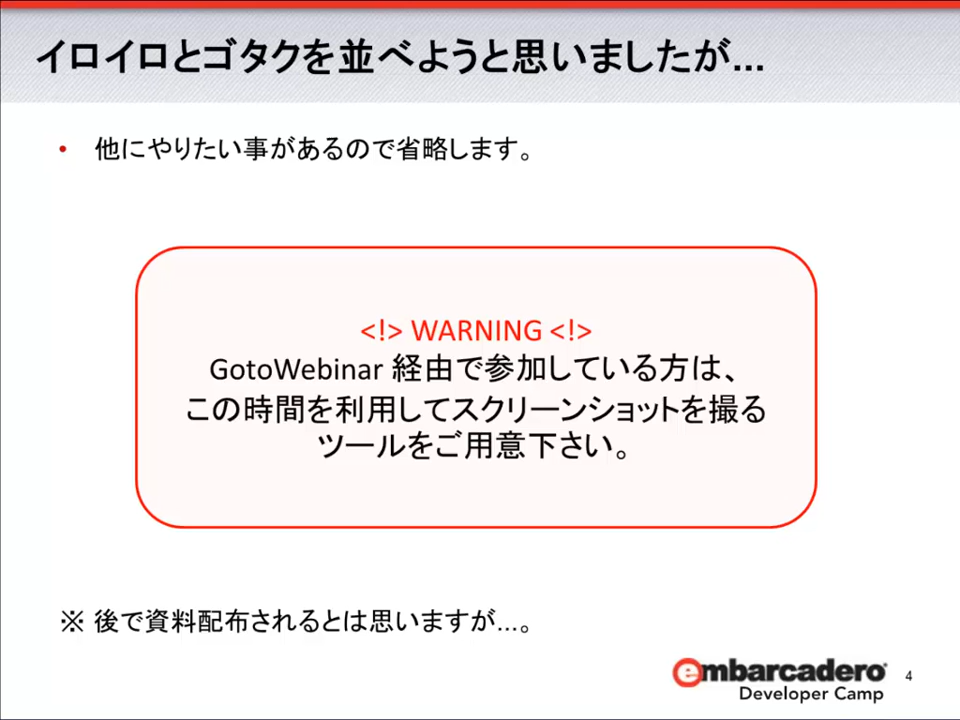 イロイロとゴタクを並べようと思いましたが...
• 他にやりたい事があるので省略します。
<!> WARNING <!>
GotoWebinar 経由で参加している方は、
この時間を利用してスクリーンショットを撮る
ツールをご用意下さい。
※ 後で資料配布されるとは思いますが...。
embarcadero®
Developer Camp
4